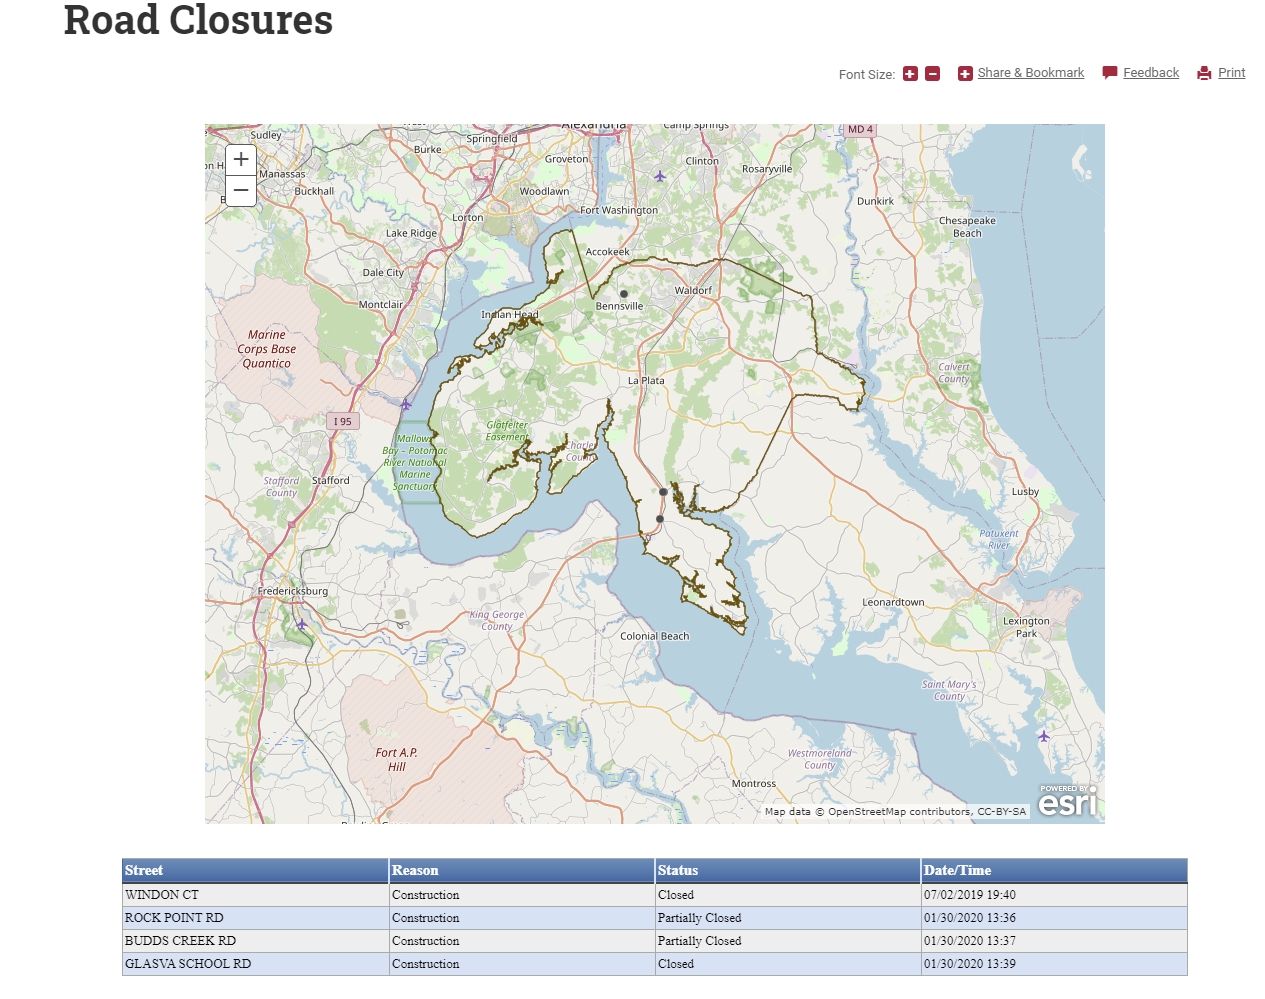 Road Closures
Font Size:
Share & Bookmark
Feedback
Print
Alexandria
Camp Springs
MD 4
Sudley
Springfield
Burke
Groveton
Clinton
Manassas
Rosaryville
Buckhall
Woodlawn
Dunkirk
Fort Washington
Lorton
Lake Ridge
Chesapeake
Beach
Accokeek
Dale City
Waldorf
Montclair
Bennsville
Indian Head
Marine
Corps Base
Quantico
Calvert
County
La Plata
I 95
Glatfelter
Easement
Mallows
Bay - Potomac
River National
Marine
Sanctuary
Charles
County
Stafford
County
Stafford
Lusby
Patuxent
River
Fredericksburg
Leonardtown
King George
County
Lexington
Park
Colonial Beach
Saint Mary's
County
Fort A.P.
Hill
Westmoreland
County
Montross
POWERED BY
esri
Map data © OpenStreetMap contributors, CC-BY-SA
Street Reason Status Date/Time
WINDON CT Construction Closed 07/02/2019 19:40
ROCK POINT RD Construction Partially Closed 01/30/2020 13:36
BUDDS CREEK RD Construction Partially Closed 01/30/2020 13:37
GLASVA SCHOOL RD Construction Closed 01/30/2020 13:39